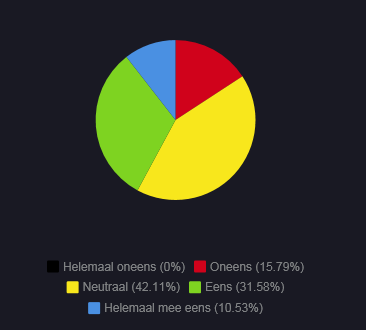 Helemaal oneens (0%) Oneens (15.79%)
Neutraal (42.11%) Eens (31.58%)
Helemaal mee eens (10.53%)